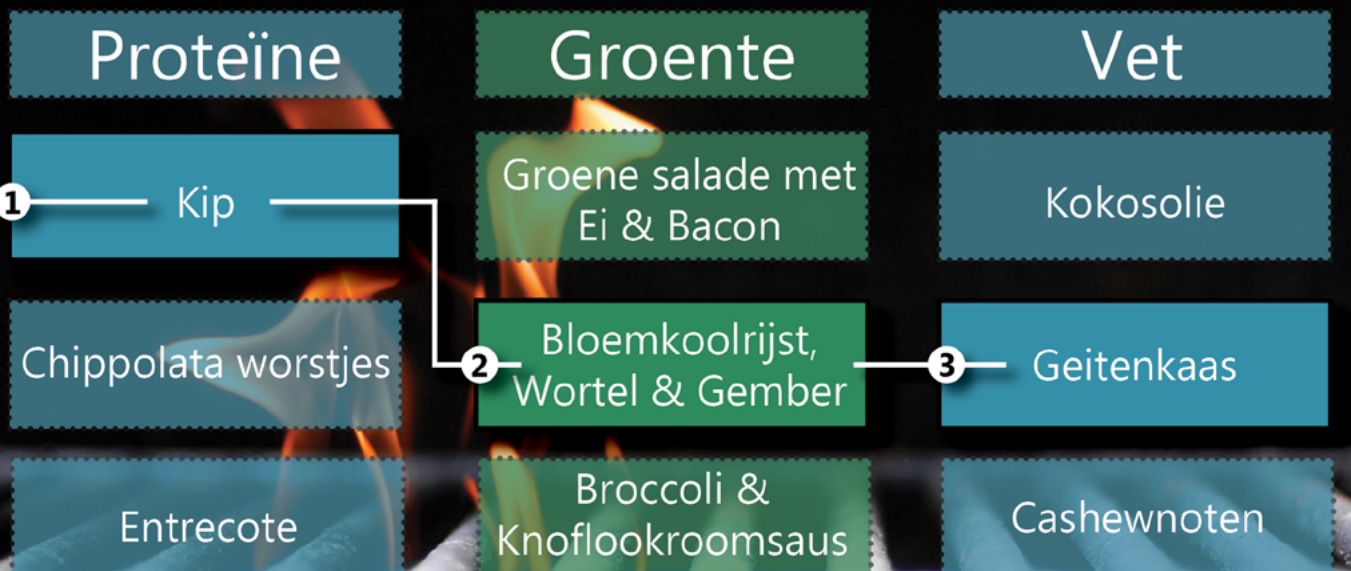 Proteïne
Groente
Vet
1
Kip
Groene salade met
Ei & Bacon
Kokosolie
Chippolata worstjes
2
Bloemkoolrijst,
Wortel & Gember
3
Geitenkaas
Entrecote
Broccoli &
Knoflookroomsaus
Cashewnoten